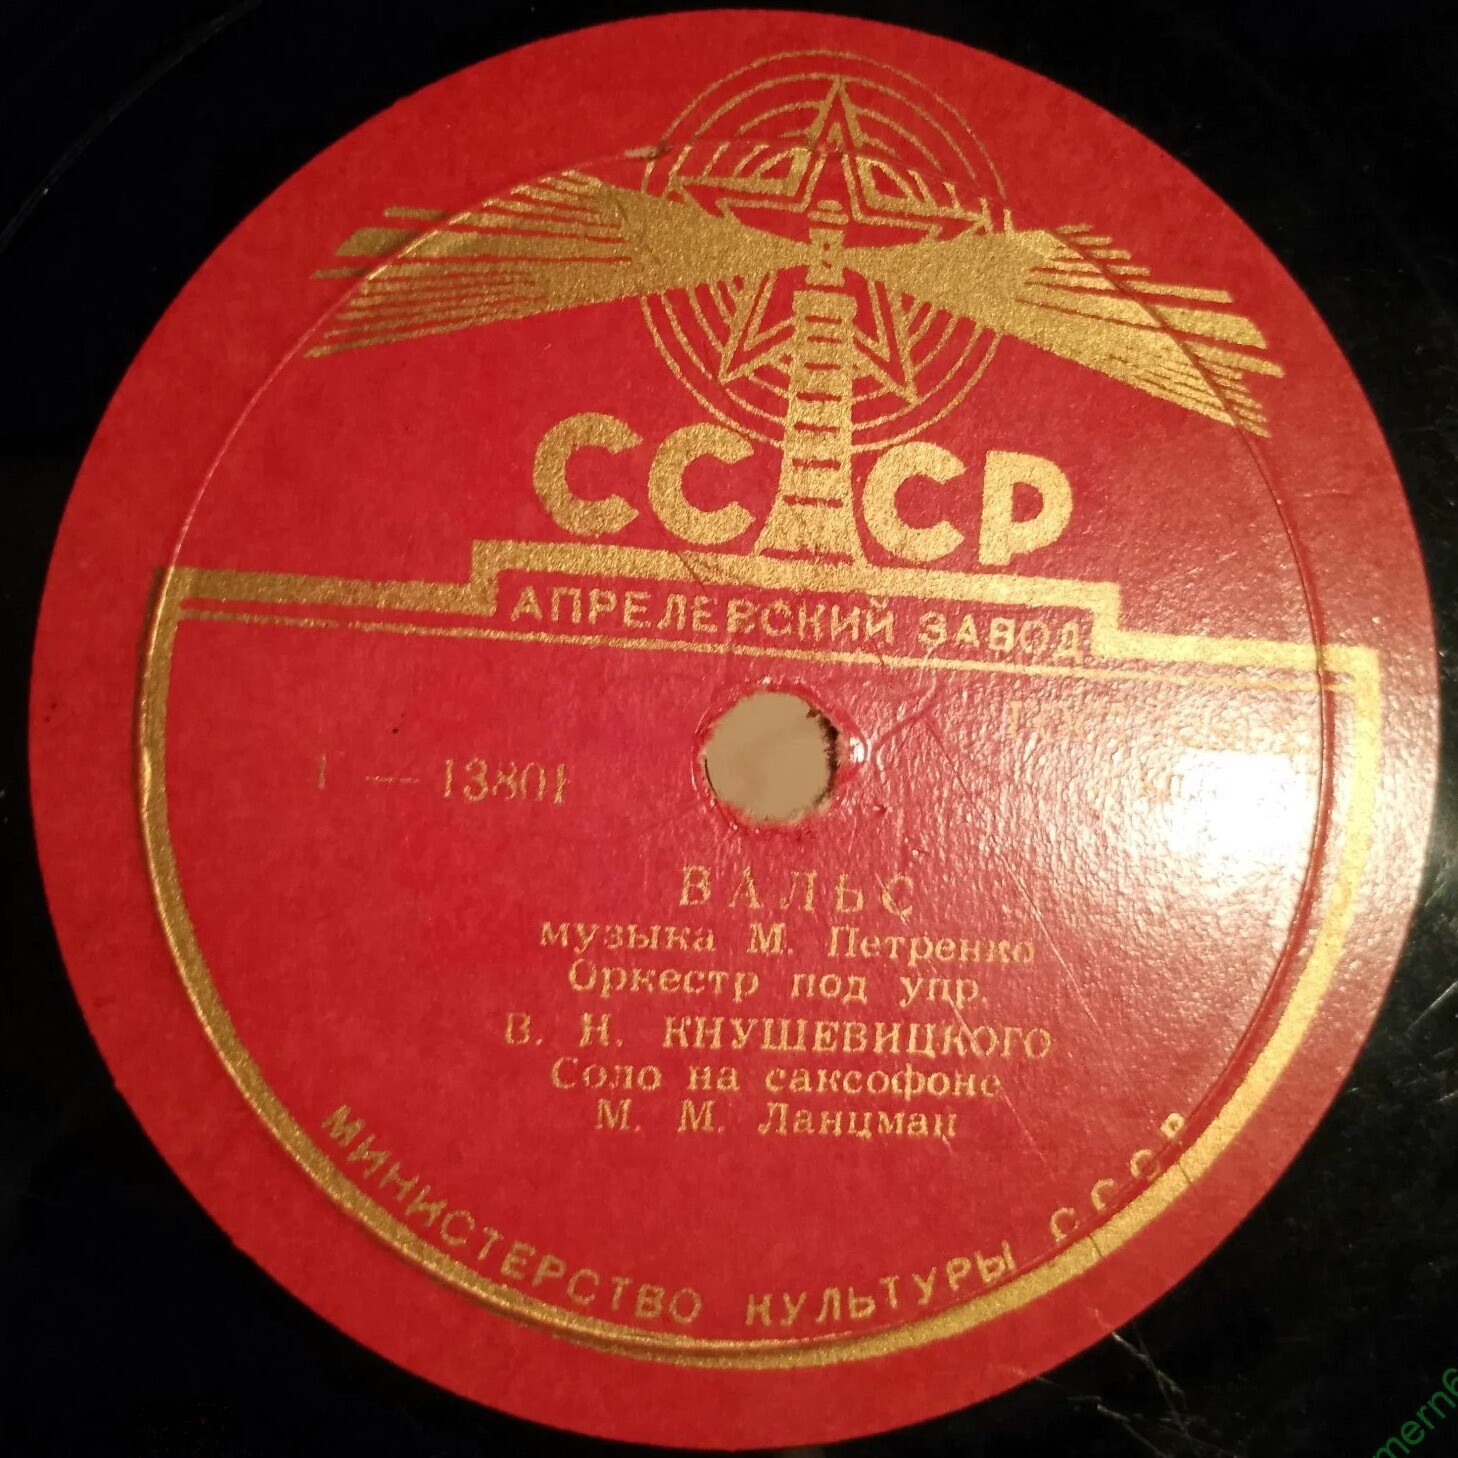 СССР
АПРЕЛЕВСКИЙ ЗАВОД
13801
ВАЛЬС
музыка М. Петренко
Оркестр под упр.
В. Н. КНУШЕВИЦКОГО
Соло на саксофоне
М. М. Ланцман
МИНИСТЕРСТВО КУЛЬТУРЫ СССР